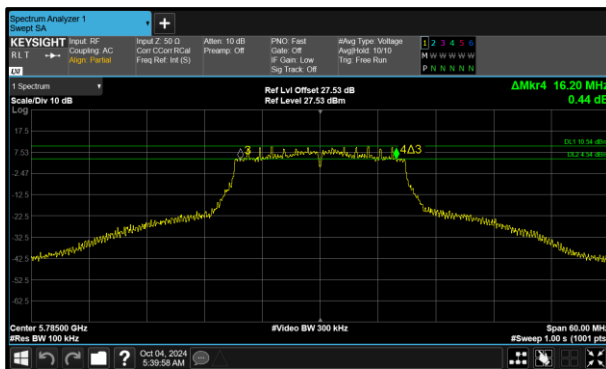 Spectrum Analyzer 1
Swept SA
KEYSIGHT
RLT
Input: RF
Coupling: AC
Align: Partial
Input Z: 50 Ω
Corr CCorr RCal
Freq Ref: Int (S)
Atten: 10 dB
Preamp: Off
PNO: Fast
Gate: Off
IF Gain: Low
Sig Track: Off
#Avg Type: Voltage
Avg|Hold: 10/10
Trig: Free Run
1 2 3 4 5 6
M W W W W W
P N N N N N
LXI
1 Spectrum
Scale/Div 10 dB
Ref Lvl Offset 27.53 dB
Ref Level 27.53 dBm
ΔMkr4 16.20 MHz
0.44 dB
Log
17.5
7.53
-2.47
-12.5
-22.5
-32.5
-42.5
-52.5
-62.5
3
4Δ3
DL1 10.54 dBm
DL2 4.54 dBm
Center 5.78500 GHz
#Video BW 300 kHz
Span 60.00 MHz
#Res BW 100 kHz
#Sweep 1.00 s (1001 pts)
Oct 04, 2024
5:39:58 AM